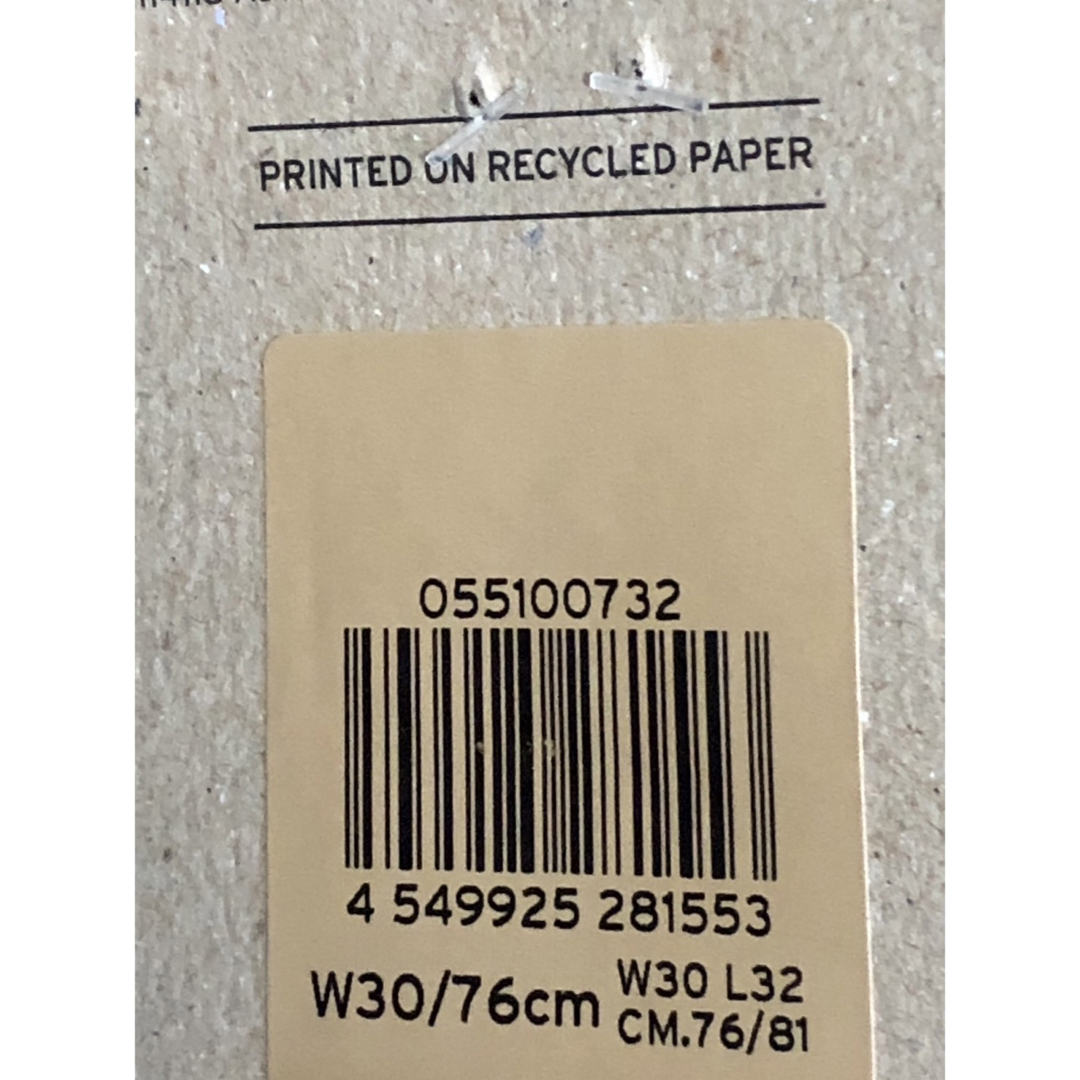 PRINTED ON RECYCLED PAPER
055100732
4 549925 281553
W30/76cm W30 L32
CM.76/81